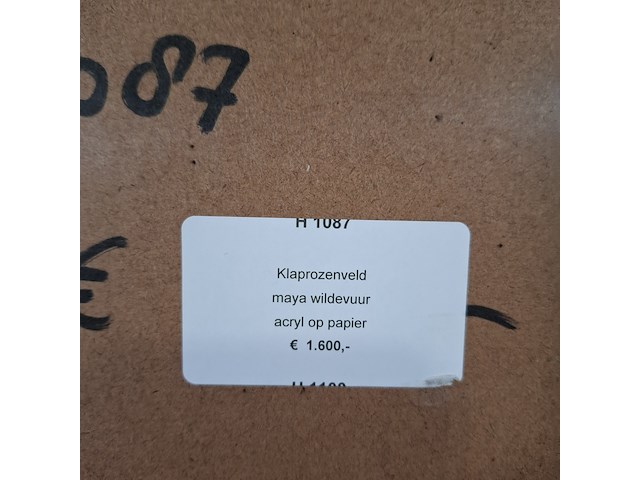 087
€
H 1087
Klaprozenveld
maya wildevuur
acryl op papier
€ 1.600,-